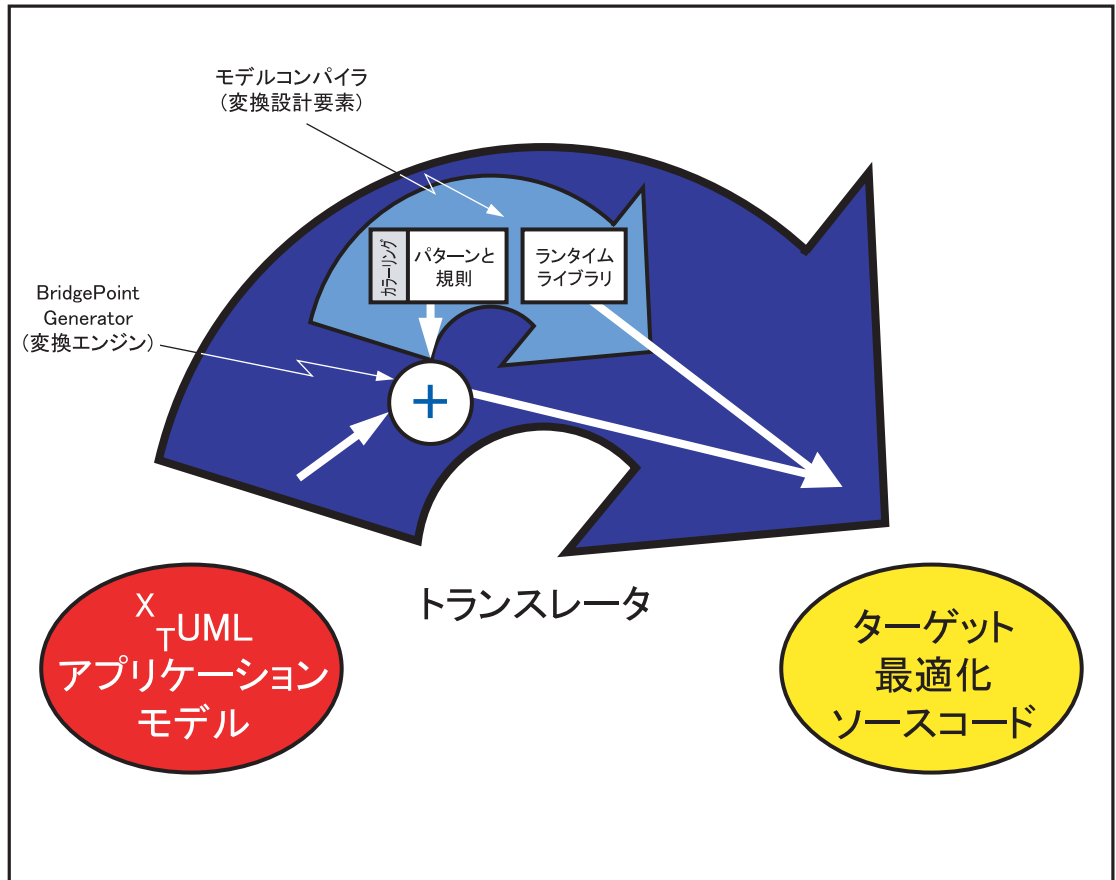 モデルコンパイラ
（変換設計要素）
カラーリング
パターンと
規則
ランタイム
ライブラリ
BridgePoint
Generator
（変換エンジン）
+
トランスレータ
XTUML
アプリケーション
モデル
ターゲット
最適化
ソースコード